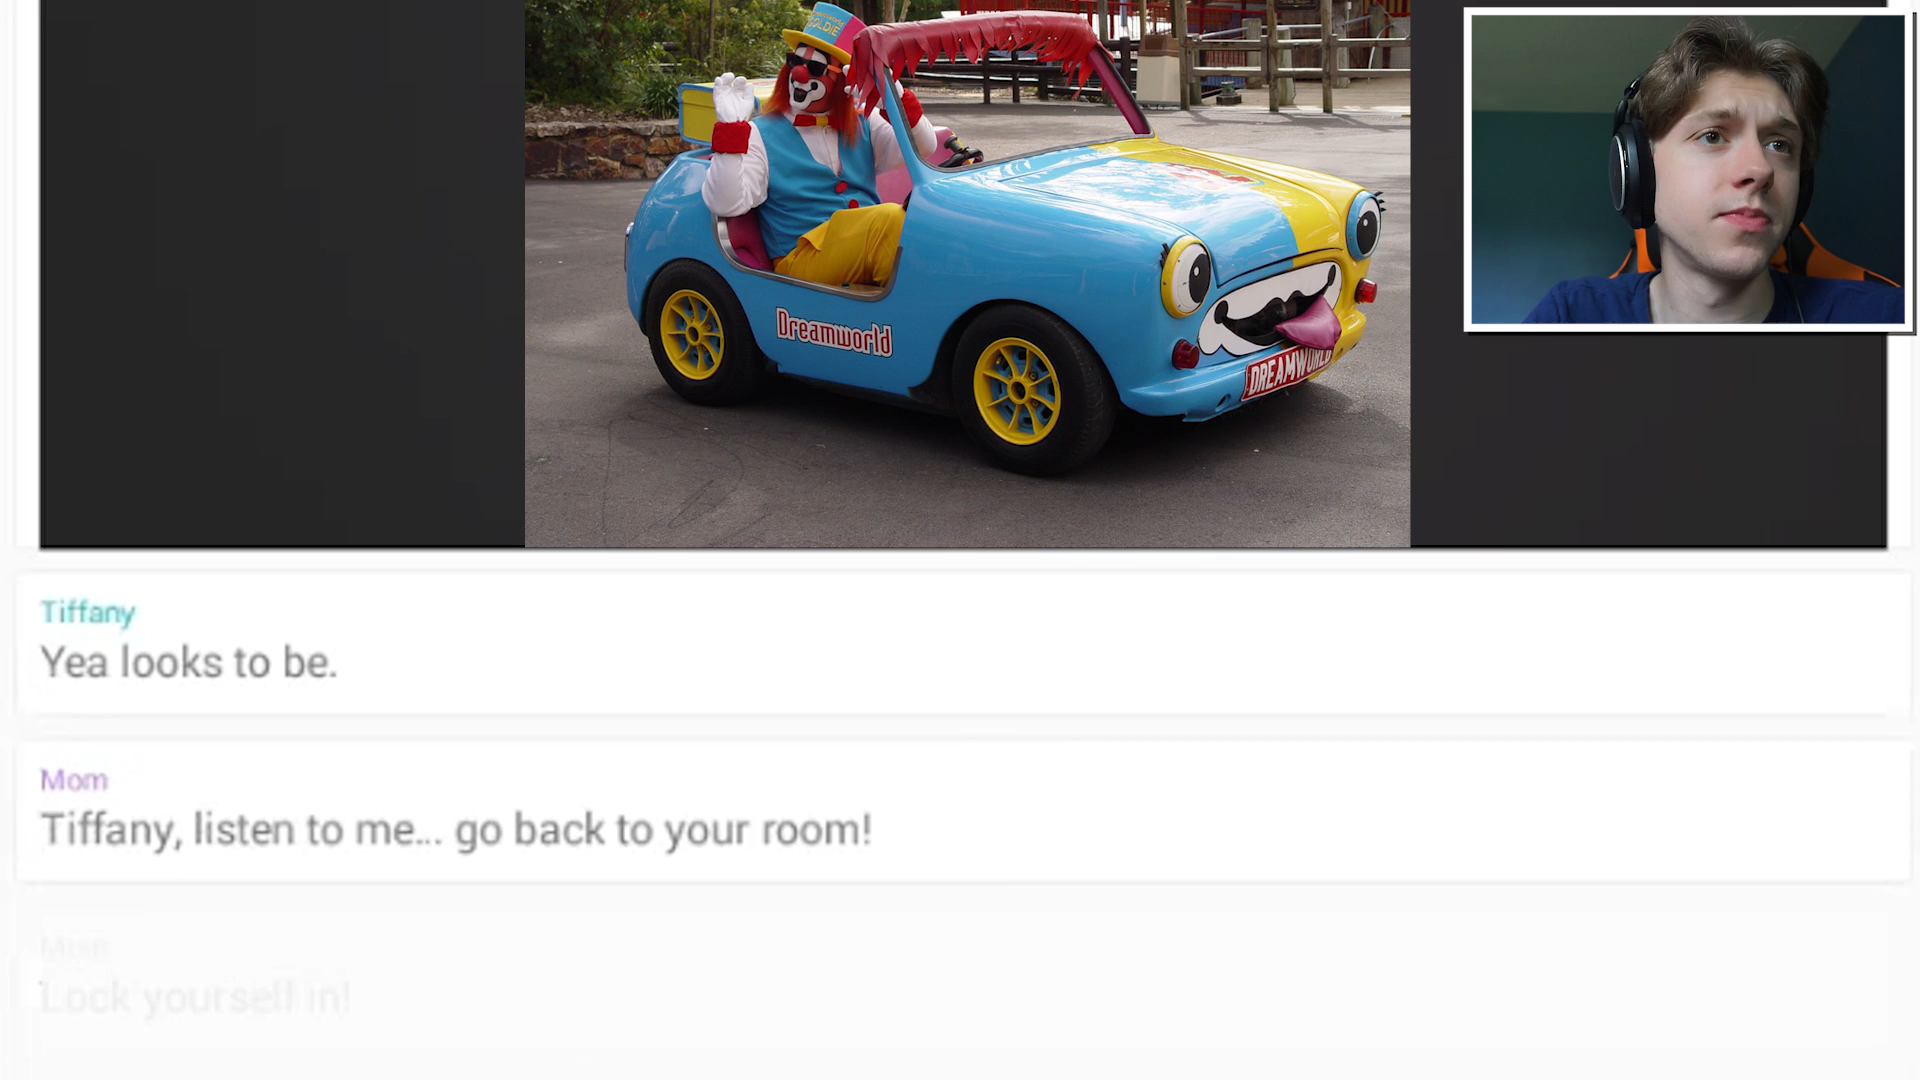 GOLDIE
Dreamworld
DREAMWORLD
Tiffany
Yea looks to be.
Mom
Tiffany, listen to me... go back to your room!
Mom
Lock yourself in!